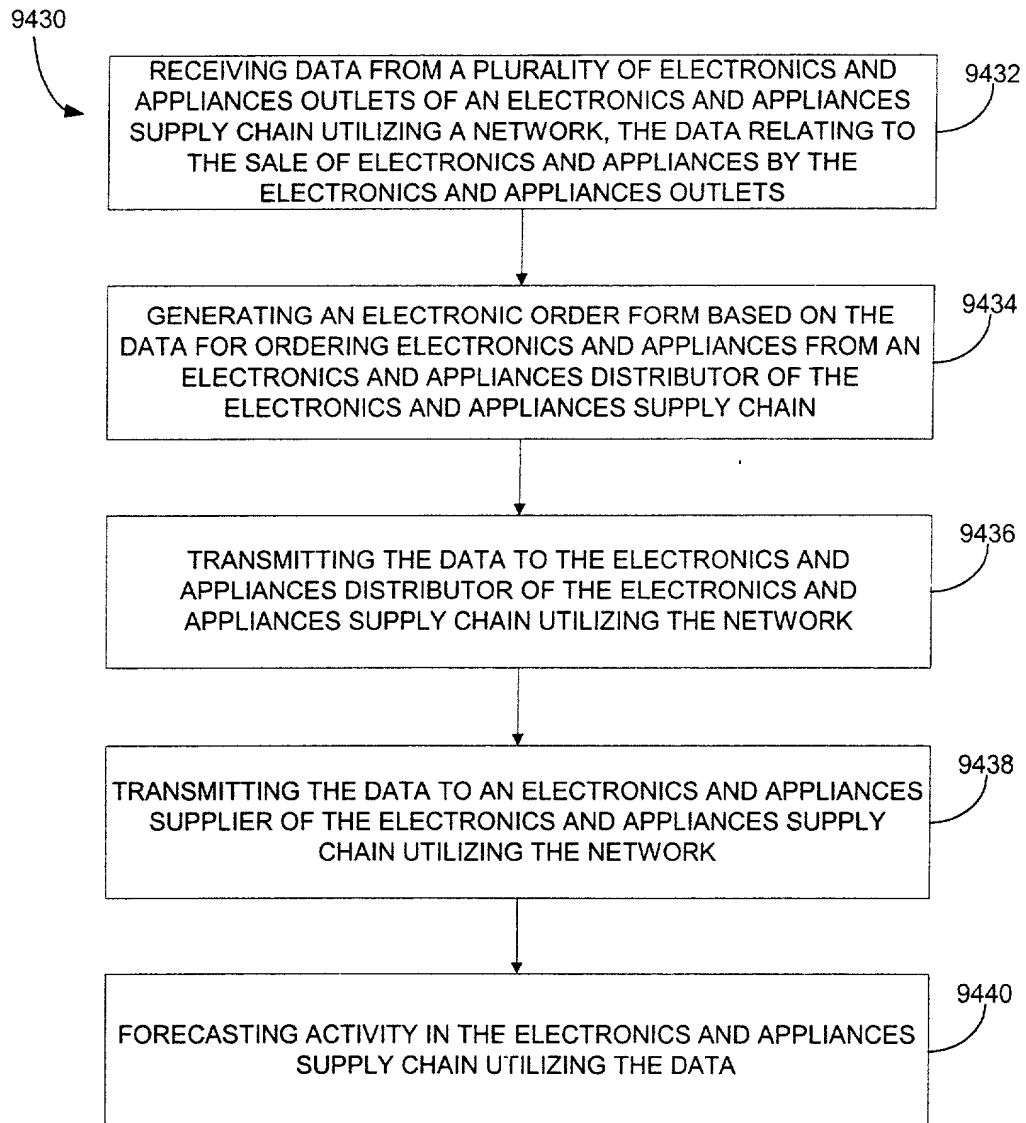 9430
RECEIVING DATA FROM A PLURALITY OF ELECTRONICS AND
APPLIANCES OUTLETS OF AN ELECTRONICS AND APPLIANCES
SUPPLY CHAIN UTILIZING A NETWORK, THE DATA RELATING TO
THE SALE OF ELECTRONICS AND APPLIANCES BY THE
ELECTRONICS AND APPLIANCES OUTLETS
9432
GENERATING AN ELECTRONIC ORDER FORM BASED ON THE
DATA FOR ORDERING ELECTRONICS AND APPLIANCES FROM AN
ELECTRONICS AND APPLIANCES DISTRIBUTOR OF THE
ELECTRONICS AND APPLIANCES SUPPLY CHAIN
9434
TRANSMITTING THE DATA TO THE ELECTRONICS AND
APPLIANCES DISTRIBUTOR OF THE ELECTRONICS AND
APPLIANCES SUPPLY CHAIN UTILIZING THE NETWORK
9436
TRANSMITTING THE DATA TO AN ELECTRONICS AND APPLIANCES
SUPPLIER OF THE ELECTRONICS AND APPLIANCES SUPPLY
CHAIN UTILIZING THE NETWORK
9438
FORECASTING ACTIVITY IN THE ELECTRONICS AND APPLIANCES
SUPPLY CHAIN UTILIZING THE DATA
9440